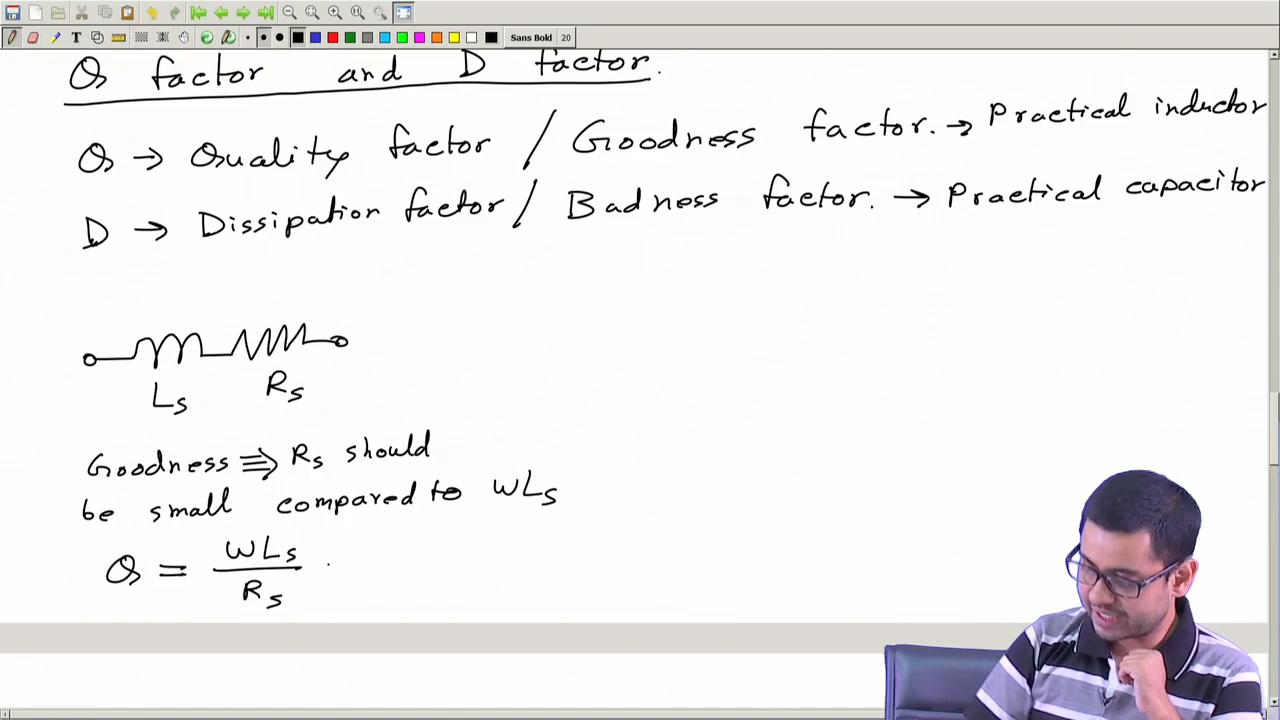 Sans Bold 20
Q factor and D factor.
Q → Quality factor / Goodness factor. → Practical inductor
D → Dissipation factor / Badness factor. → Practical capacitor
Ls Rs
Goodness ⇒ Rs should
be small compared to ωLs
Q = ωLs / Rs